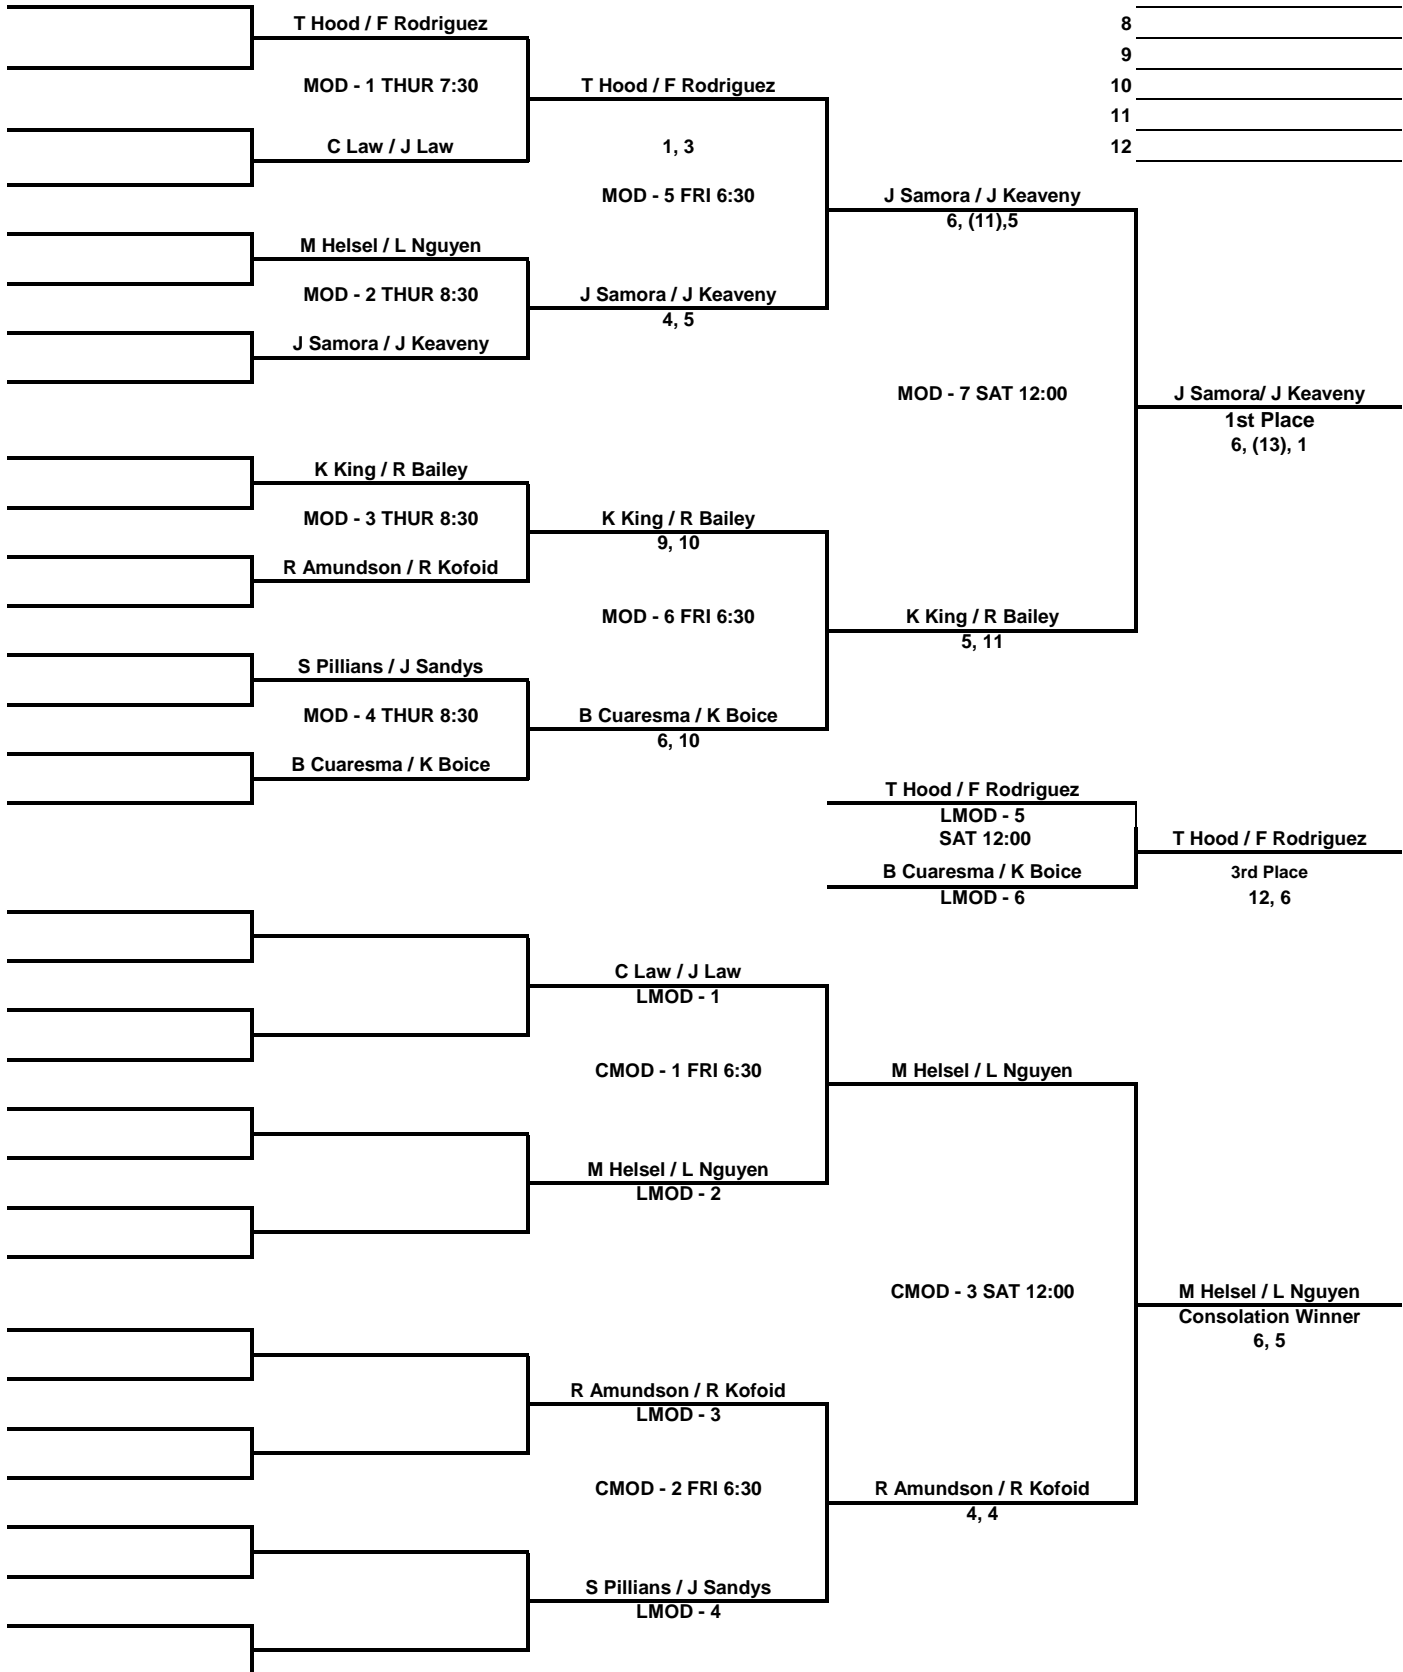 T Hood / F Rodriguez
8
9
MOD - 1 THUR 7:30
T Hood / F Rodriguez
10
11
C Law / J Law
1, 3
12
MOD - 5 FRI 6:30
J Samora / J Keaveny
6, (11),5
M Helsel / L Nguyen
MOD - 2 THUR 8:30
J Samora / J Keaveny
4, 5
J Samora / J Keaveny
MOD - 7 SAT 12:00
J Samora/ J Keaveny
1st Place
6, (13), 1
K King / R Bailey
MOD - 3 THUR 8:30
K King / R Bailey
9, 10
R Amundson / R Kofoid
MOD - 6 FRI 6:30
K King / R Bailey
5, 11
S Pillians / J Sandys
MOD - 4 THUR 8:30
B Cuaresma / K Boice
6, 10
B Cuaresma / K Boice
T Hood / F Rodriguez
LMOD - 5
SAT 12:00
T Hood / F Rodriguez
B Cuaresma / K Boice
3rd Place
LMOD - 6
12, 6
C Law / J Law
LMOD - 1
CMOD - 1 FRI 6:30
M Helsel / L Nguyen
M Helsel / L Nguyen
LMOD - 2
CMOD - 3 SAT 12:00
M Helsel / L Nguyen
Consolation Winner
6, 5
R Amundson / R Kofoid
LMOD - 3
CMOD - 2 FRI 6:30
R Amundson / R Kofoid
4, 4
S Pillians / J Sandys
LMOD - 4